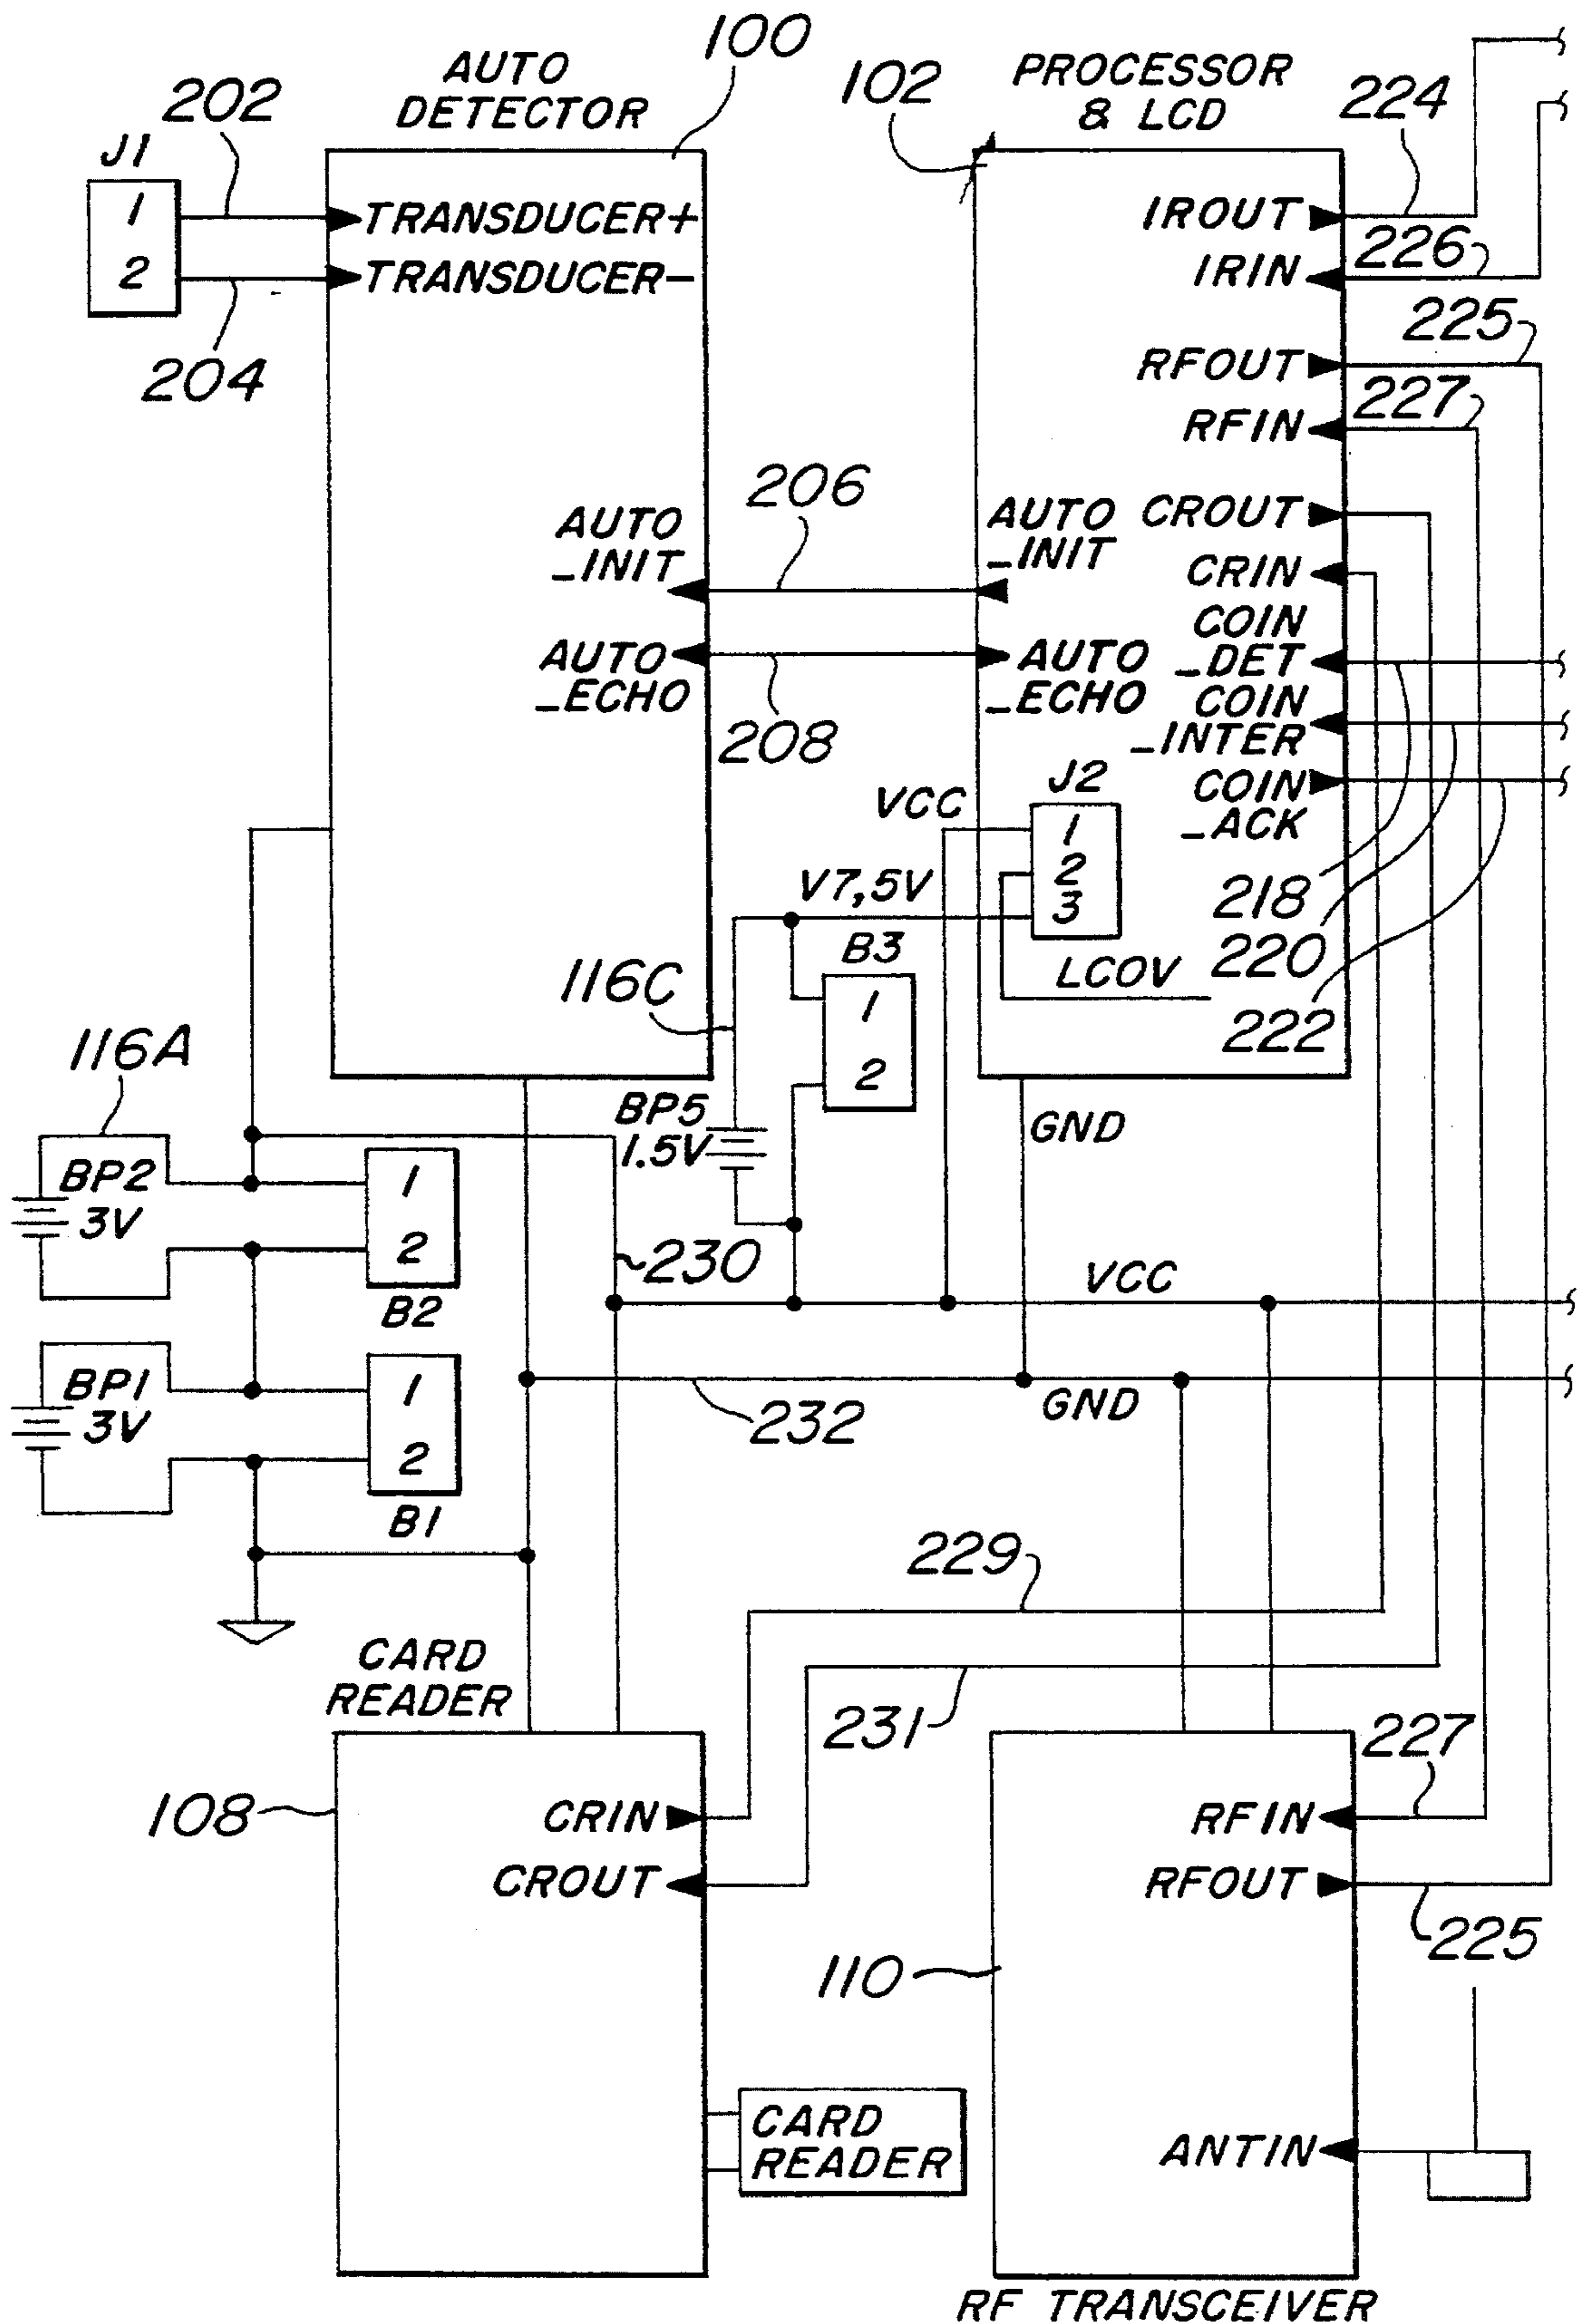 100
AUTO
DETECTOR
102
PROCESSOR
& LCD
224
202
J1
1
2
TRANSDUCER+
TRANSDUCER-
204
IROUT
IRIN
226
225
RFOUT
227
RFIN
206
AUTO
_INIT
AUTO
_INIT
CROUT
CRIN
COIN
_DET
AUTO
_ECHO
AUTO
_ECHO
COIN
_INTER
208
J2
COIN
_ACK
VCC
1
2
3
V7,5V
218
B3
220
LCOV
116C
1
2
222
116A
BP5
1.5V
GND
BP2
3V
1
2
B2
230
VCC
BP1
3V
1
2
B1
232
GND
229
CARD
READER
231
227
108
CRIN
RFIN
CROUT
RFOUT
225
110
CARD
READER
ANTIN
RF TRANSCEIVER